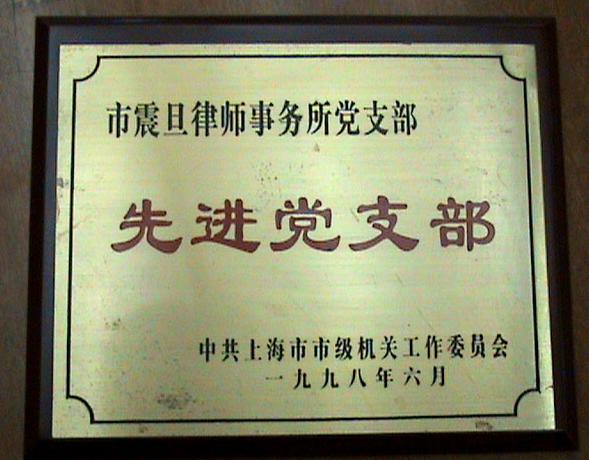 市震旦律师事务所党支部
先进党支部
中共上海市市级机关工作委员会
一九九八年六月